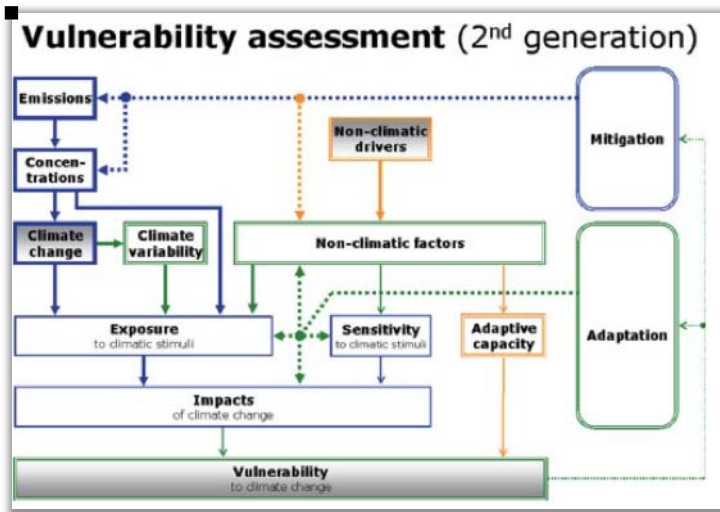 Vulnerability assessment (2nd generation)
Emissions
Mitigation
Non-climatic
drivers
Concen-
trations
Climate
change
Climate
variability
Non-climatic factors
Exposure
to climatic stimuli
Sensitivity
to climatic stimuli
Adaptive
capacity
Adaptation
Impacts
of climate change
Vulnerability
to climate change